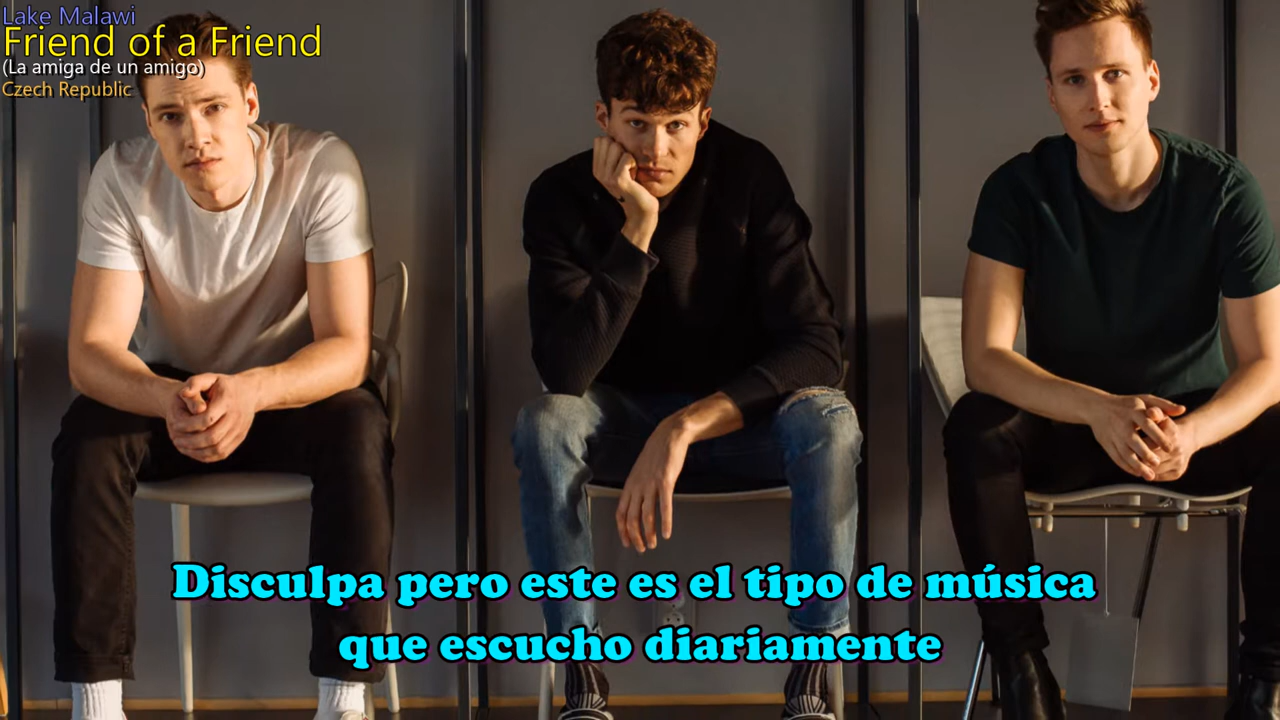 Lake Malawi
Friend of a Friend
(La amiga de un amigo)
Czech Republic
Disculpa pero este es el tipo de música
que escucho diariamente